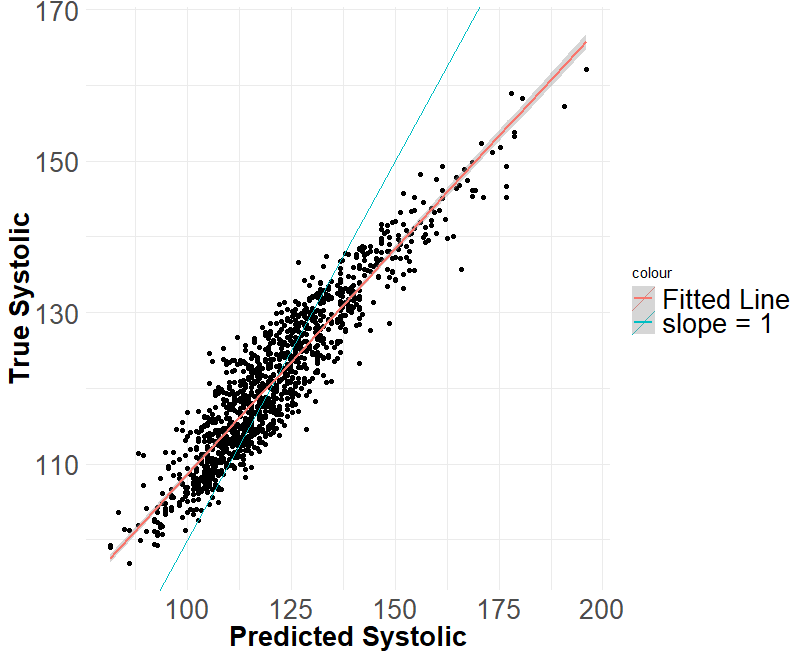 170
150
130
110
True Systolic
100 125 150 175 200
Predicted Systolic
colour
Fitted Line
slope = 1